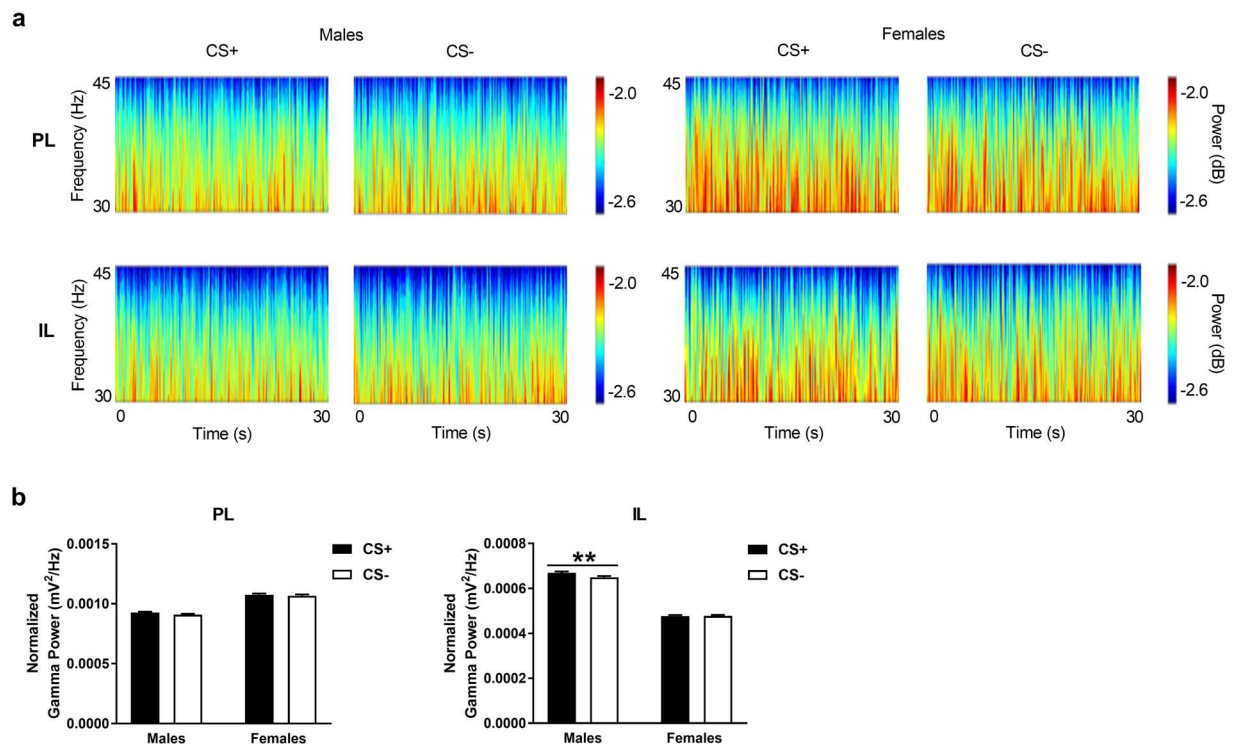 a
Males
Females
CS+
CS-
CS+
CS-
PL
Frequency (Hz)
45
30
-2.0
-2.6
-2.0
-2.6
Power (dB)
IL
Frequency (Hz)
45
30
0
30
Time (s)
0
30
Time (s)
-2.0
-2.6
45
30
45
30
0
30
Time (s)
0
30
Time (s)
-2.0
-2.6
Power (dB)
b
PL
Normalized
Gamma Power (mV²/Hz)
0.0015
0.0010
0.0005
0.0000
Males
Females
CS+
CS-
IL
Normalized
Gamma Power (mV²/Hz)
0.0008
0.0006
0.0004
0.0002
0.0000
**
Males
Females
CS+
CS-